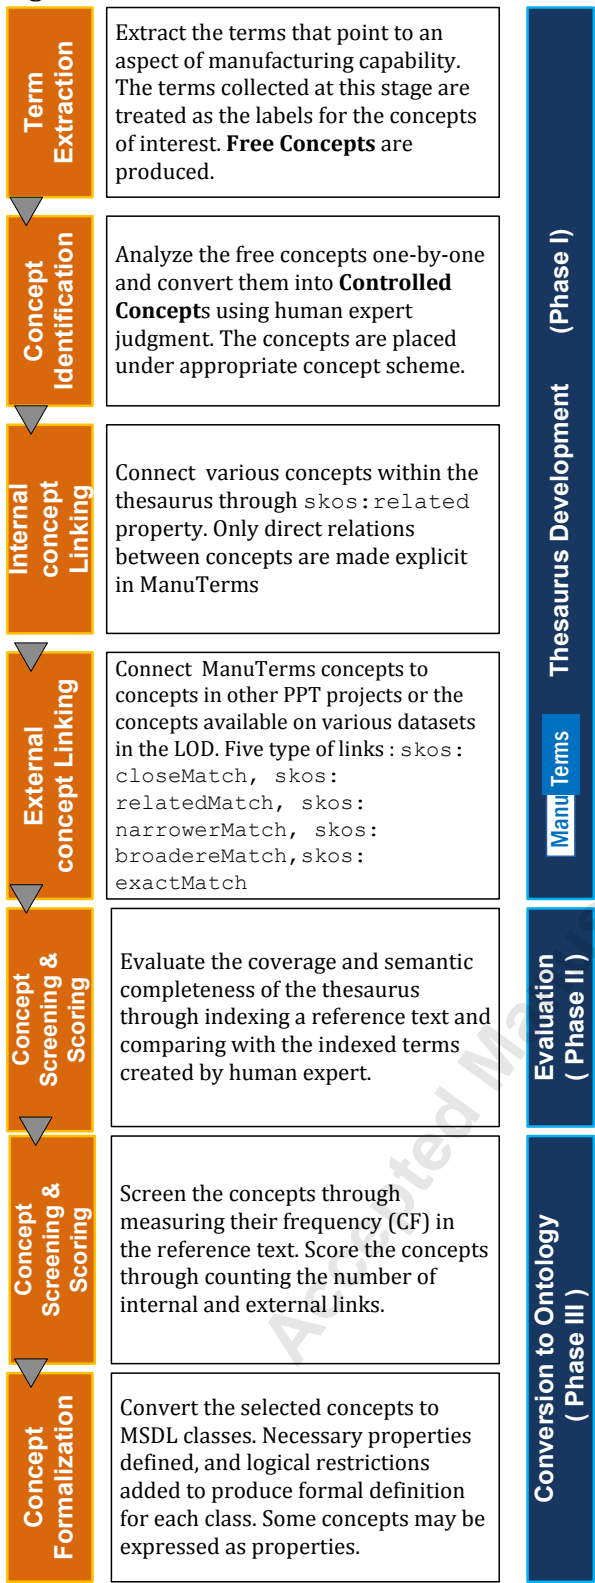 Term
Extraction
Extract the terms that point to an
aspect of manufacturing capability.
The terms collected at this stage are
treated as the labels for the concepts
of interest. Free Concepts are
produced.
Concept
Identification
Analyze the free concepts one-by-one
and convert them into Controlled
Concepts using human expert
judgment. The concepts are placed
under appropriate concept scheme.
Internal
concept
Linking
Connect various concepts within the
thesaurus through skos:related
property. Only direct relations
between concepts are made explicit
in ManuTerms
External
concept Linking
Connect ManuTerms concepts to
concepts in other PPT projects or the
concepts available on various datasets
in the LOD. Five type of links : skos:
closeMatch, skos:
relatedMatch, skos:
narrowerMatch, skos:
broadereMatch,skos:
exactMatch
Thesaurus Development (Phase I)
Manu Terms
Concept
Screening &
Scoring
Evaluate the coverage and semantic
completeness of the thesaurus
through indexing a reference text and
comparing with the indexed terms
created by human expert.
Evaluation
( Phase II )
Concept
Screening &
Scoring
Screen the concepts through
measuring their frequency (CF) in
the reference text. Score the concepts
through counting the number of
internal and external links.
Concept
Formalization
Convert the selected concepts to
MSDL classes. Necessary properties
defined, and logical restrictions
added to produce formal definition
for each class. Some concepts may be
expressed as properties.
Conversion to Ontology
( Phase III )
Accepted